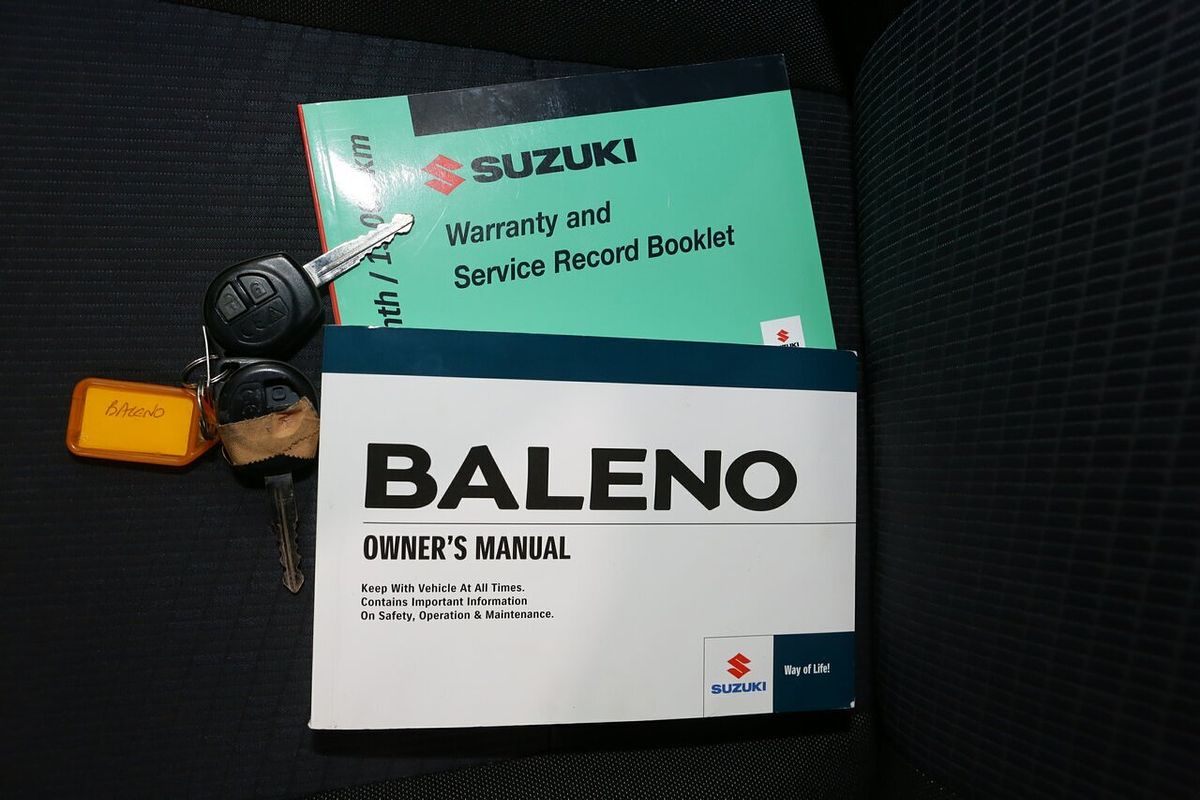 SUZUKI
Warranty and
Service Record Booklet
km
BALENO
BALENO
OWNER'S MANUAL
Keep With Vehicle At All Times.
Contains Important Information
On Safety, Operation & Maintenance.
SUZUKI
Way of Life!